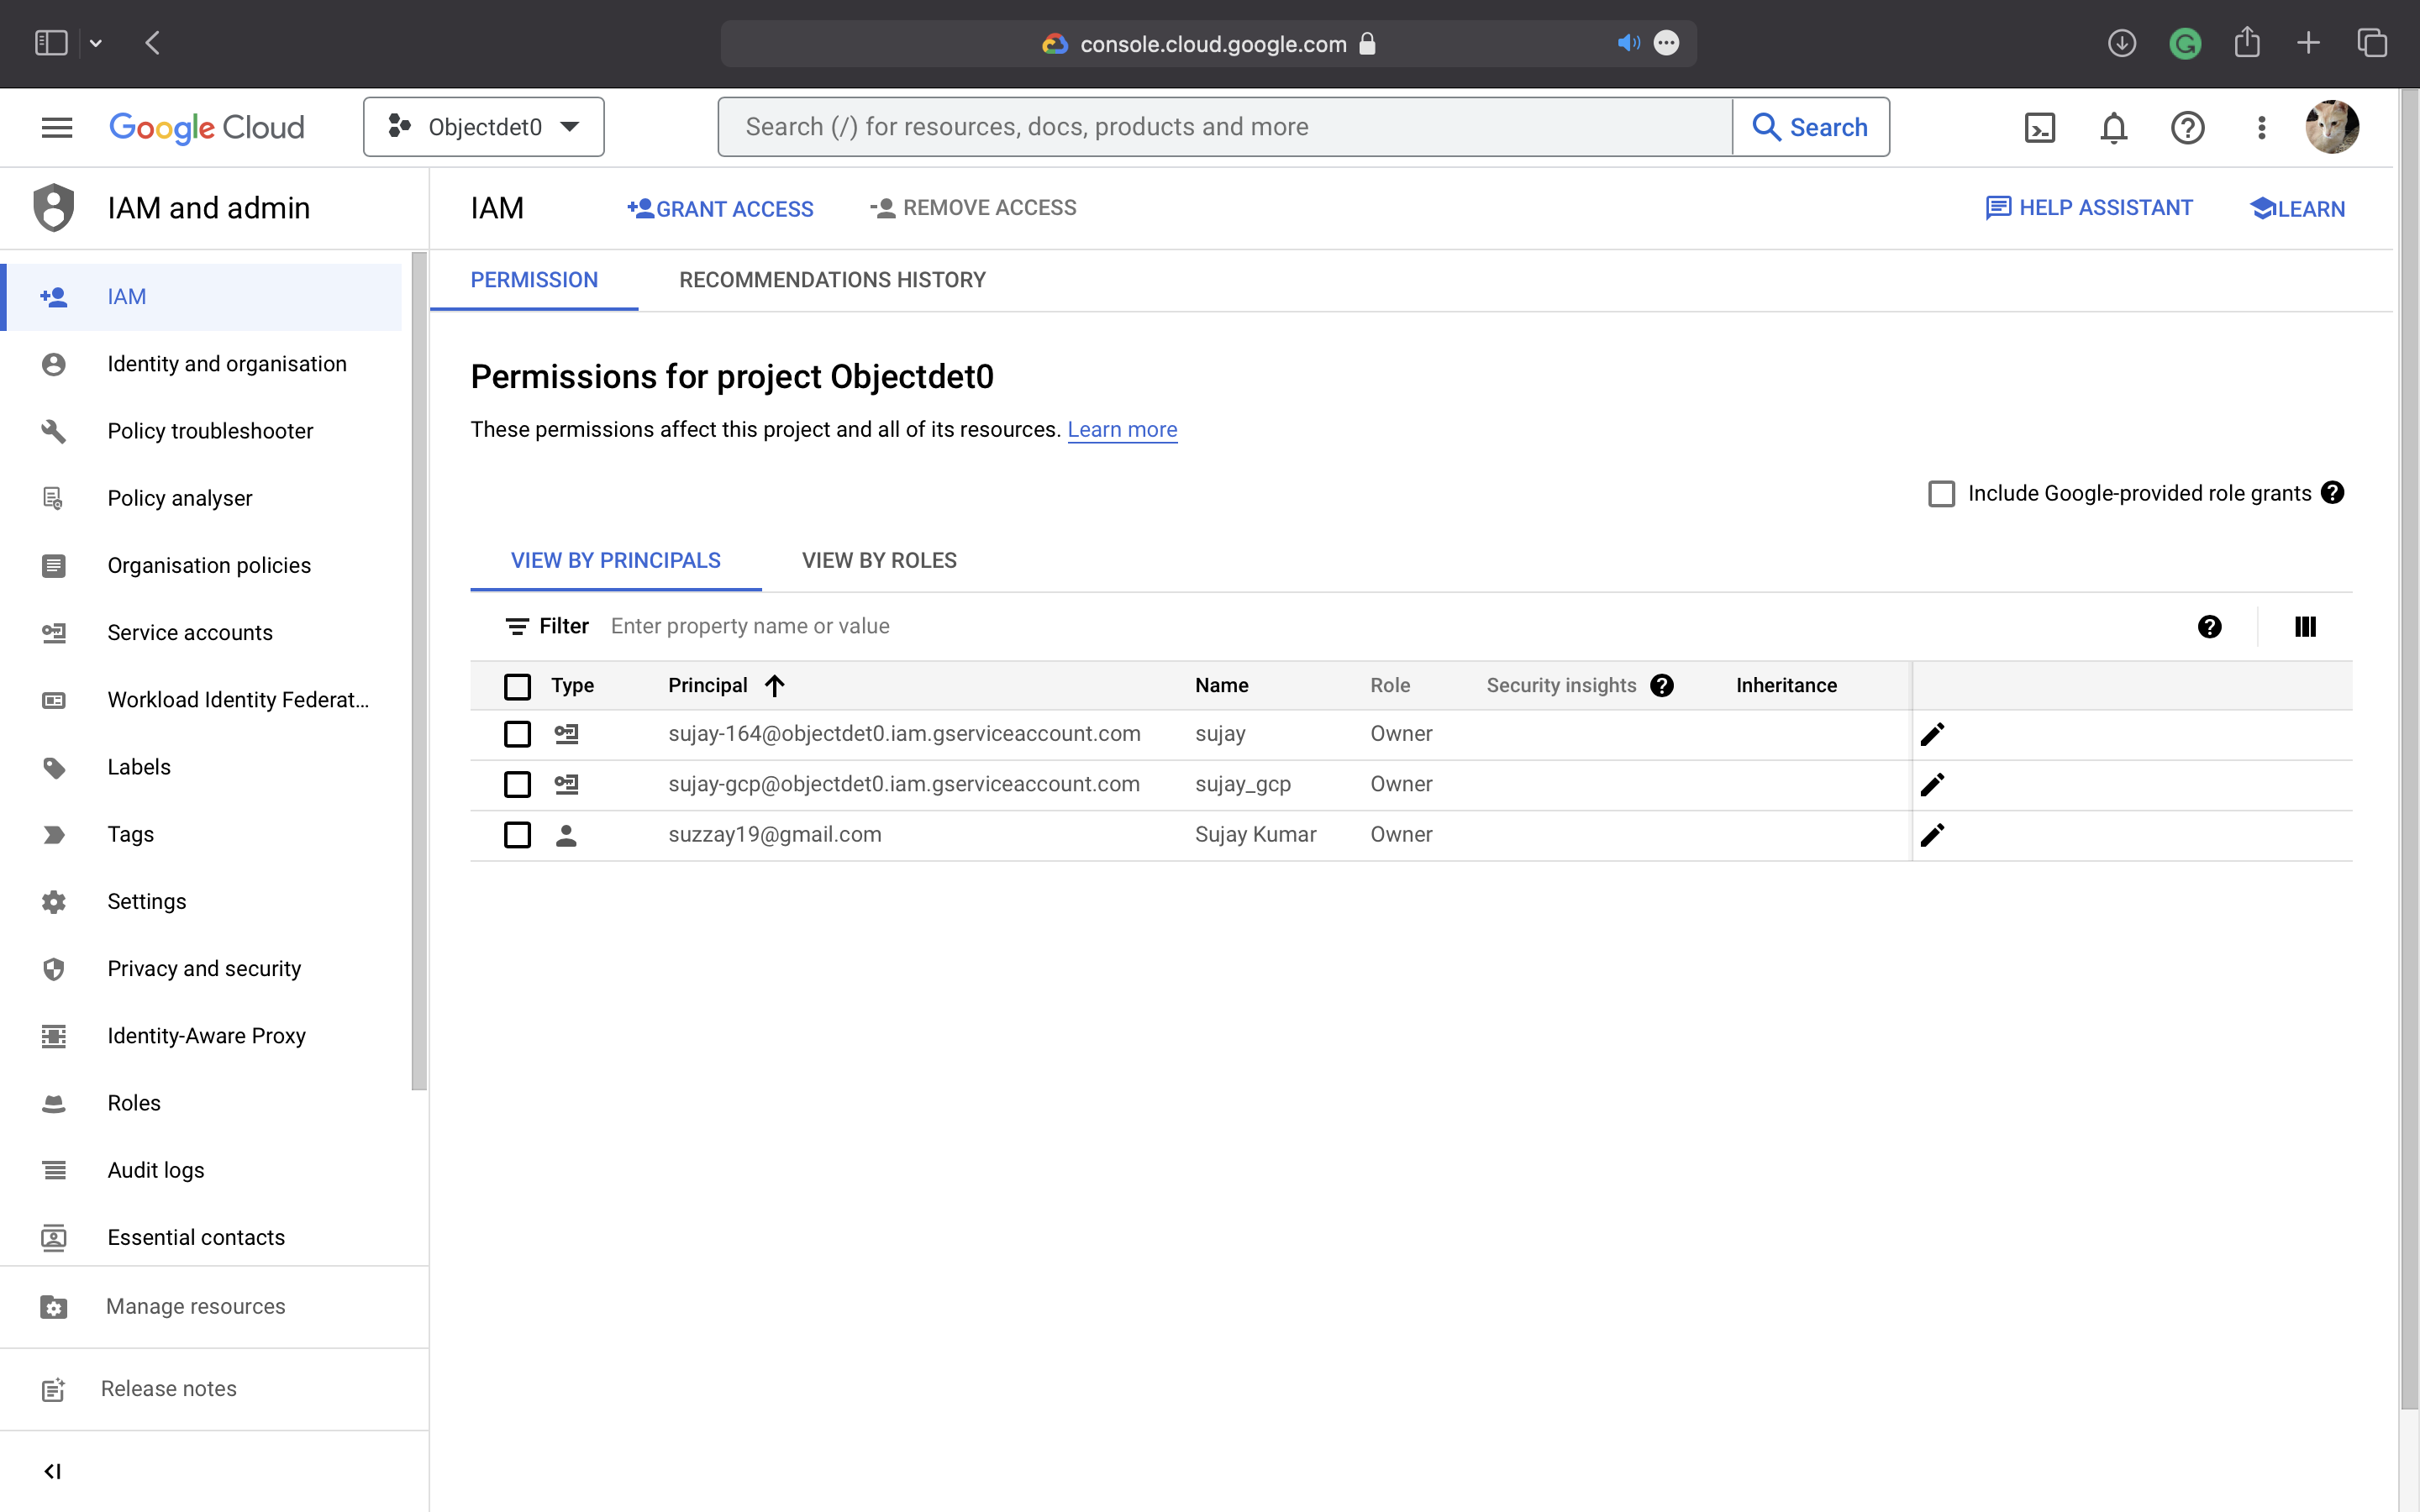 console.cloud.google.com
Google Cloud
Objectdet0
Search (/) for resources, docs, products and more
Search
IAM and admin
IAM
GRANT ACCESS
REMOVE ACCESS
HELP ASSISTANT
LEARN
IAM
Identity and organisation
Policy troubleshooter
Policy analyser
Organisation policies
Service accounts
Workload Identity Federat...
Labels
Tags
Settings
Privacy and security
Identity-Aware Proxy
Roles
Audit logs
Essential contacts
Manage resources
Release notes
PERMISSION
RECOMMENDATIONS HISTORY
Permissions for project Objectdet0
These permissions affect this project and all of its resources. Learn more
Include Google-provided role grants
VIEW BY PRINCIPALS
VIEW BY ROLES
Filter Enter property name or value
Type Principal Name Role Security insights Inheritance
sujay-164@objectdet0.iam.gserviceaccount.com sujay Owner
sujay-gcp@objectdet0.iam.gserviceaccount.com sujay_gcp Owner
suzzay19@gmail.com Sujay Kumar Owner